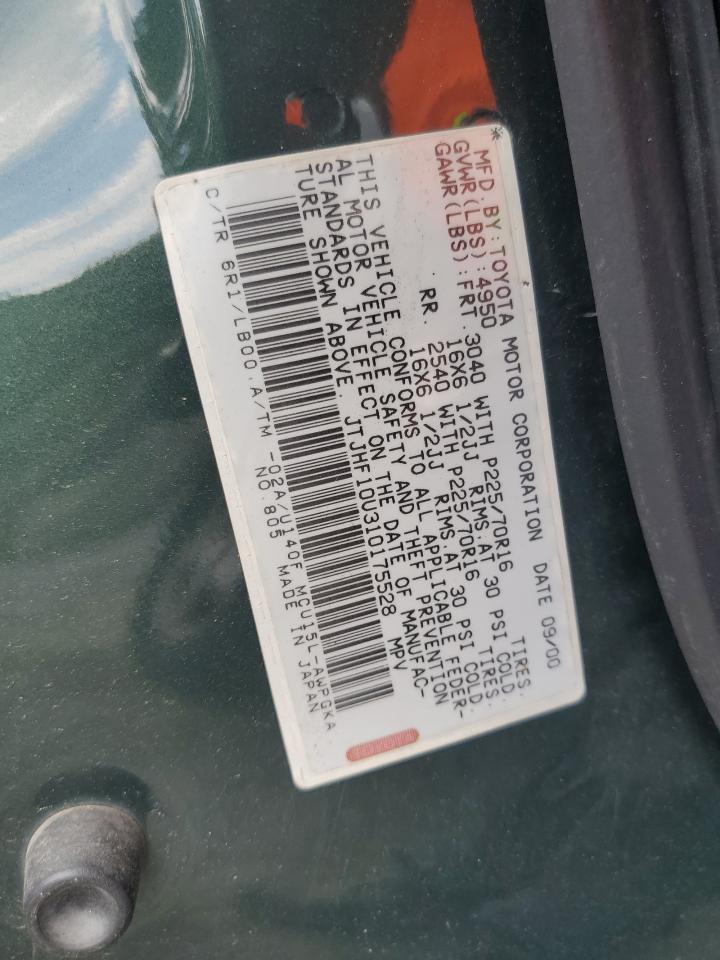 MFD. BY: TOYOTA MOTOR CORPORATION DATE 09/00
GVWR(LBS): 4950
GAWR(LBS): FRT. 3040 WITH P225/70R16 TIRES.
16X6 1/2JJ RIMS.AT 30 PSI COLD.
RR. 2540 WITH P225/70R16 TIRES.
16X6 1/2JJ RIMS.AT 30 PSI COLD.
THIS VEHICLE CONFORMS TO ALL APPLICABLE FEDER-
AL MOTOR VEHICLE SAFETY AND THEFT PREVENTION
STANDARDS IN EFFECT ON THE DATE OF MANUFAC-
TURE SHOWN ABOVE. JTJHF10U310175528 MPV
C/TR 6R1/LB00.A/TM -02A/U140F MCU15L-AWPGKA
NO.805 MADE IN JAPAN
TOYOTA